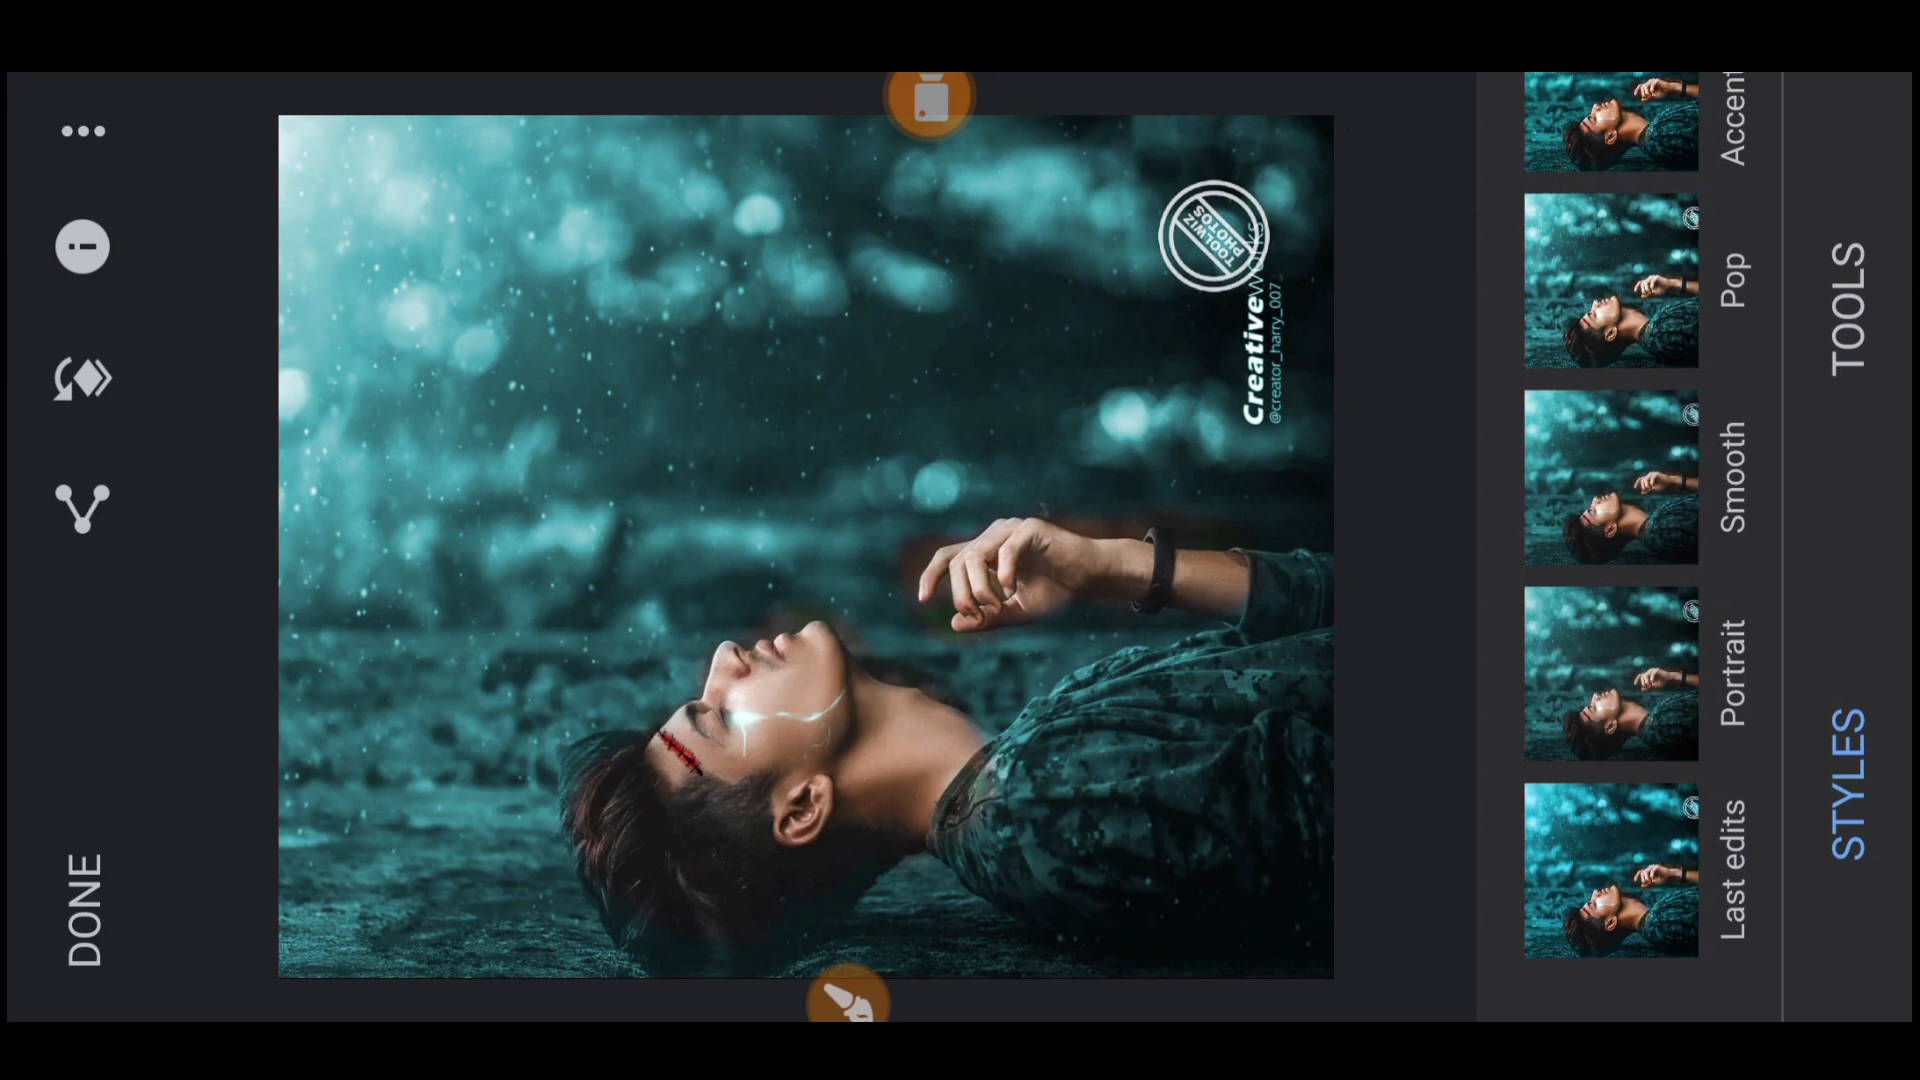 DONE
TOOLWIZ
PHOTOS
CreativeWorks
@creator_harry_007
Last edits
Portrait
Smooth
Pop
Accent
STYLES
TOOLS